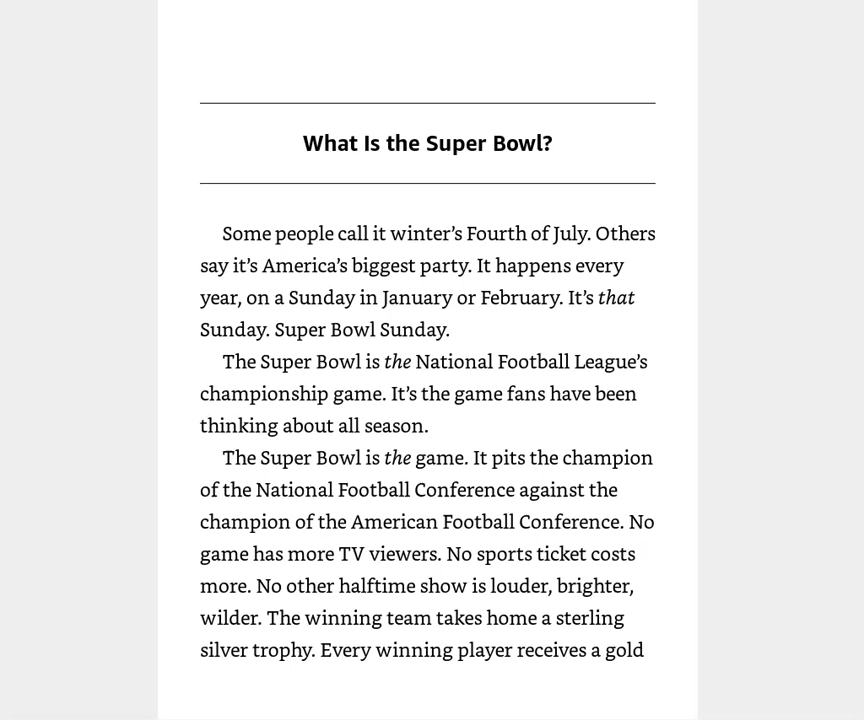 What Is the Super Bowl?
Some people call it winter’s Fourth of July. Others
say it’s America’s biggest party. It happens every
year, on a Sunday in January or February. It’s that
Sunday. Super Bowl Sunday.
The Super Bowl is the National Football League’s
championship game. It’s the game fans have been
thinking about all season.
The Super Bowl is the game. It pits the champion
of the National Football Conference against the
champion of the American Football Conference. No
game has more TV viewers. No sports ticket costs
more. No other halftime show is louder, brighter,
wilder. The winning team takes home a sterling
silver trophy. Every winning player receives a gold